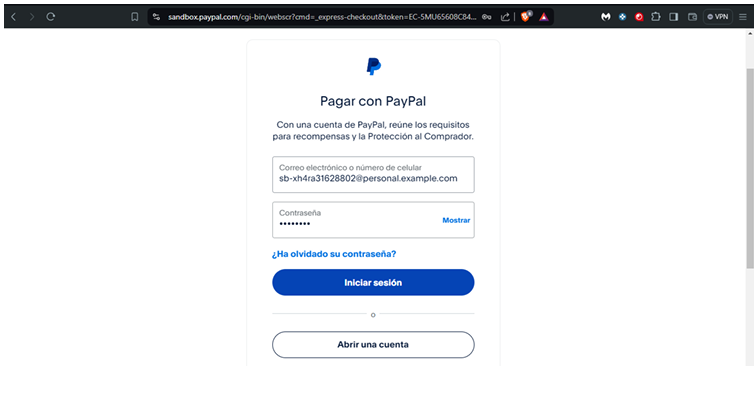 sandbox.paypal.com/cgi-bin/webscr?cmd=_express-checkout&token=EC-5MU65608C84...
VPN
Pagar con PayPal
Con una cuenta de PayPal, reúne los requisitos
para recompensas y la Protección al Comprador.
Correo electrónico o número de celular
sb-xh4ra31628802@personal.example.com
Contraseña
••••••••
Mostrar
¿Ha olvidado su contraseña?
Iniciar sesión
o
Abrir una cuenta